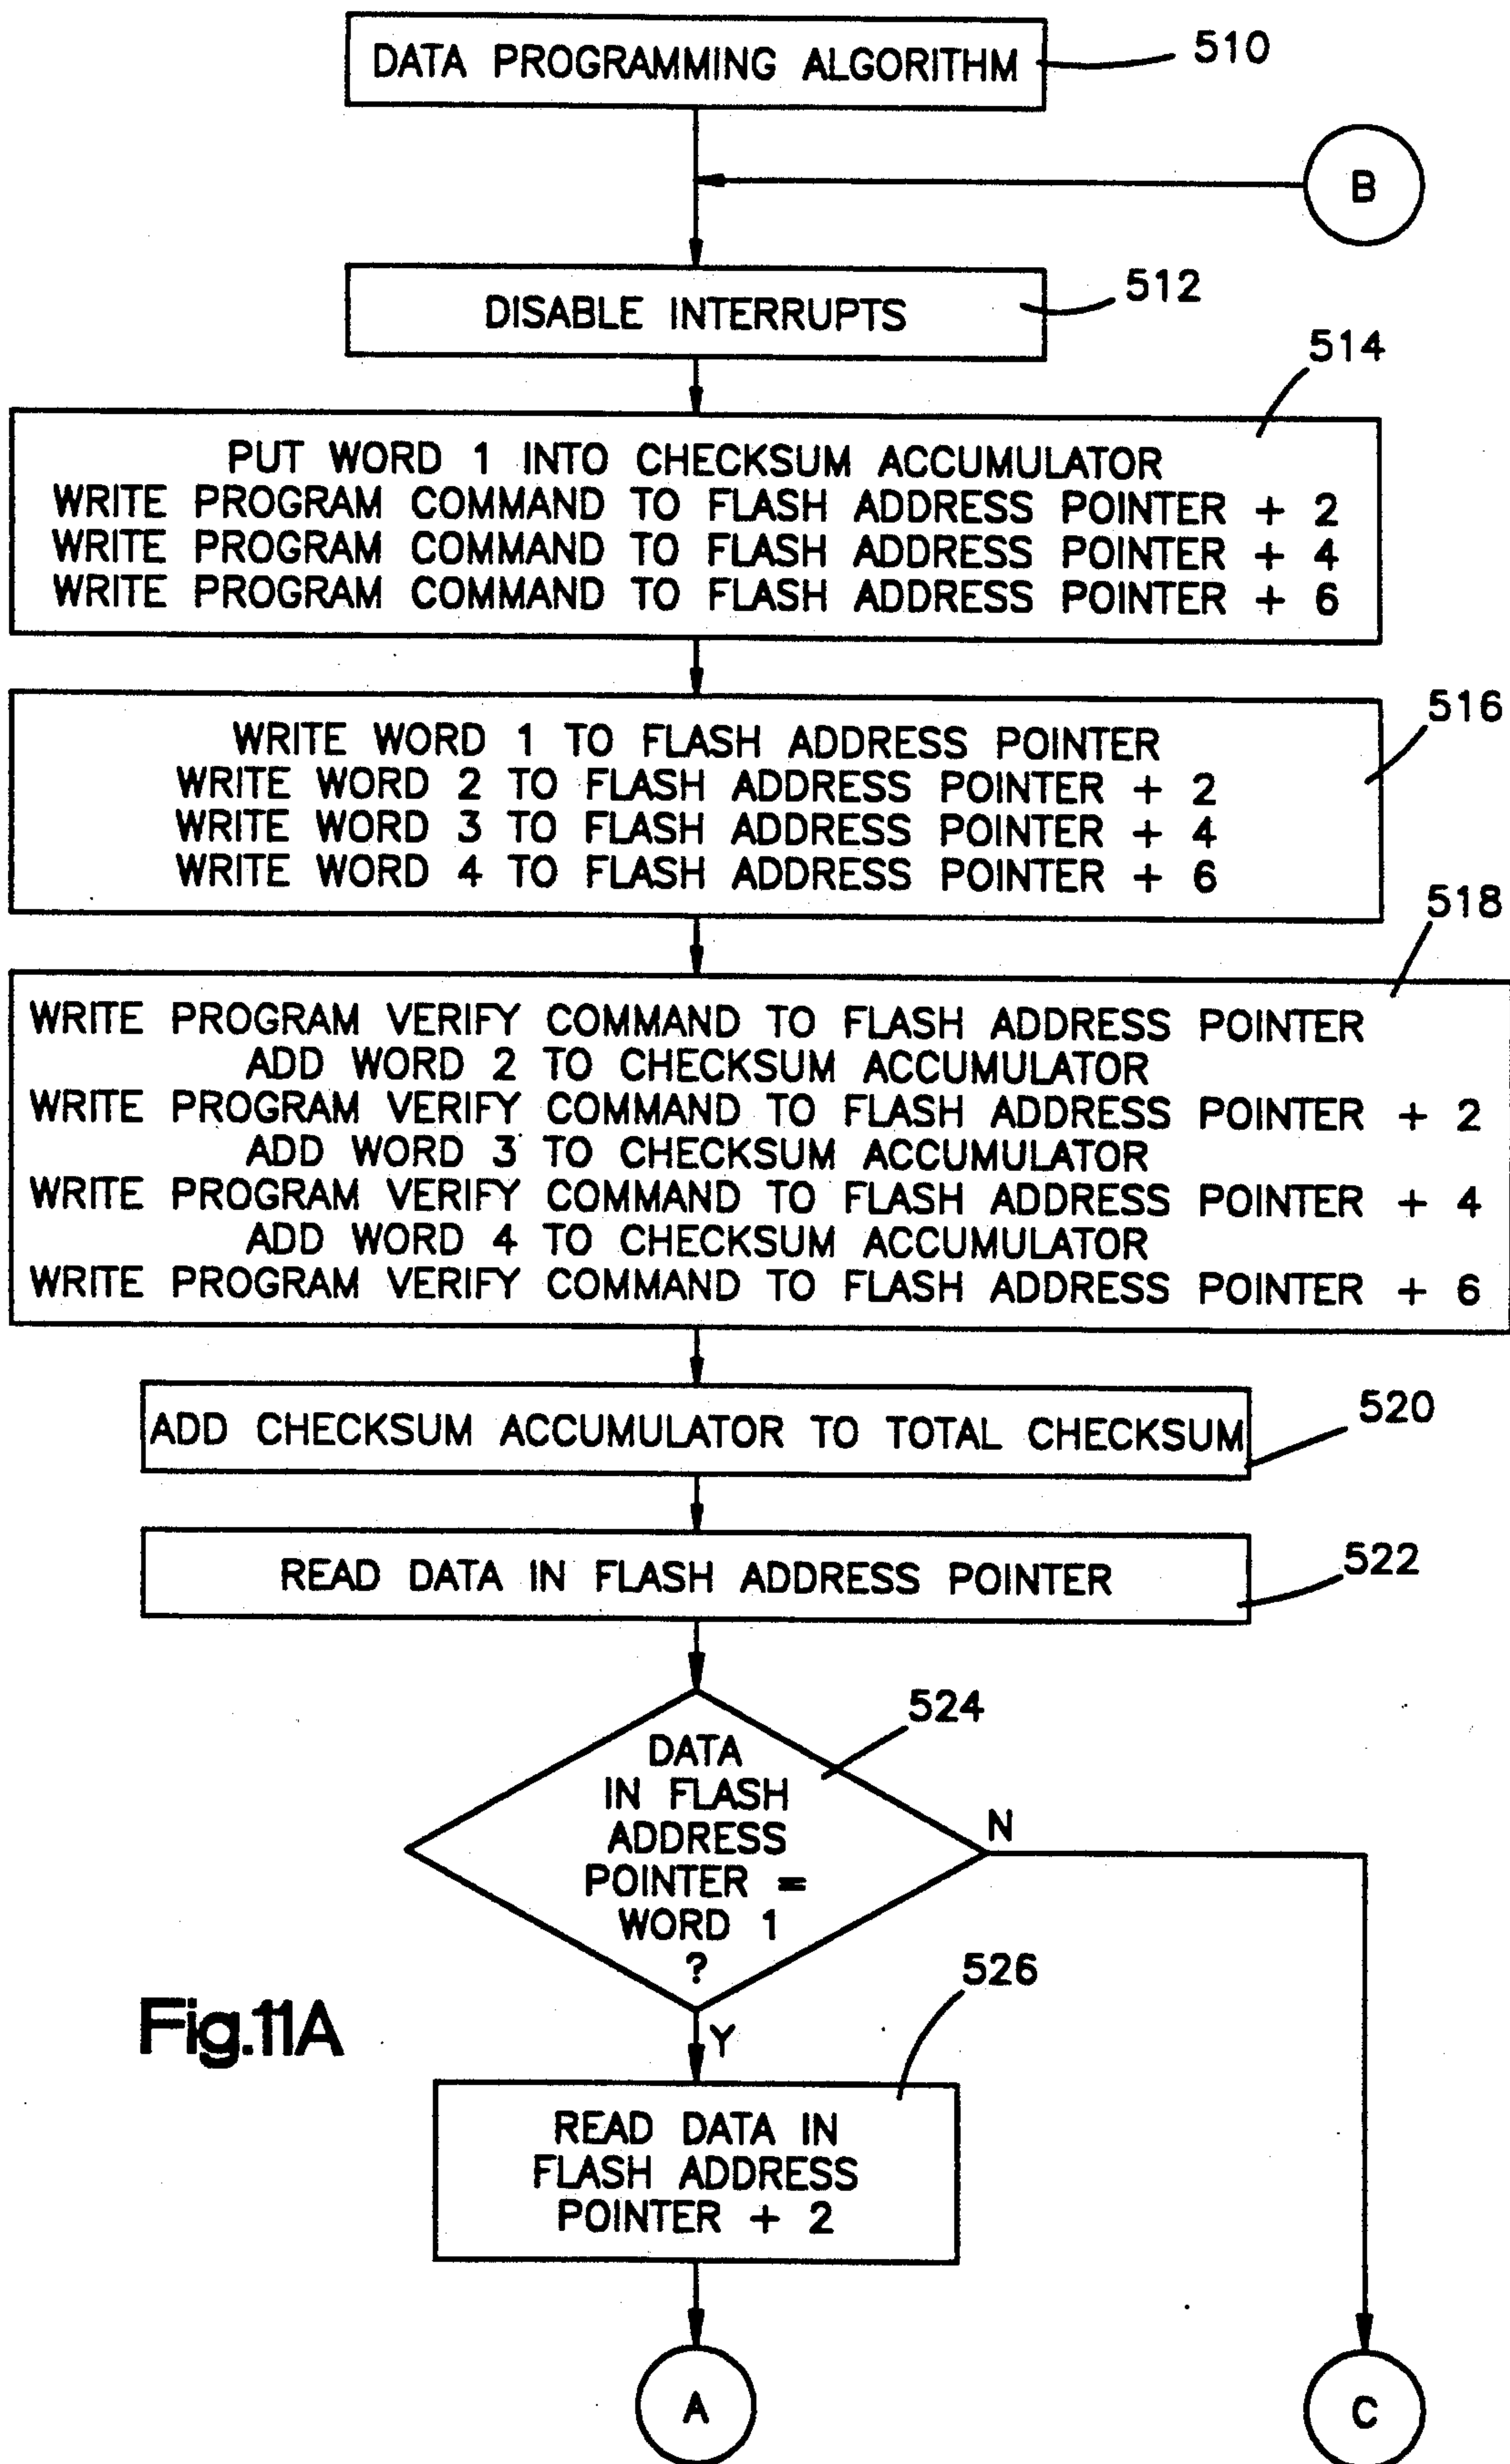 DATA PROGRAMMING ALGORITHM
510
B
DISABLE INTERRUPTS
512
514
PUT WORD 1 INTO CHECKSUM ACCUMULATOR
WRITE PROGRAM COMMAND TO FLASH ADDRESS POINTER + 2
WRITE PROGRAM COMMAND TO FLASH ADDRESS POINTER + 4
WRITE PROGRAM COMMAND TO FLASH ADDRESS POINTER + 6
516
WRITE WORD 1 TO FLASH ADDRESS POINTER
WRITE WORD 2 TO FLASH ADDRESS POINTER + 2
WRITE WORD 3 TO FLASH ADDRESS POINTER + 4
WRITE WORD 4 TO FLASH ADDRESS POINTER + 6
518
WRITE PROGRAM VERIFY COMMAND TO FLASH ADDRESS POINTER
ADD WORD 2 TO CHECKSUM ACCUMULATOR
WRITE PROGRAM VERIFY COMMAND TO FLASH ADDRESS POINTER + 2
ADD WORD 3 TO CHECKSUM ACCUMULATOR
WRITE PROGRAM VERIFY COMMAND TO FLASH ADDRESS POINTER + 4
ADD WORD 4 TO CHECKSUM ACCUMULATOR
WRITE PROGRAM VERIFY COMMAND TO FLASH ADDRESS POINTER + 6
ADD CHECKSUM ACCUMULATOR TO TOTAL CHECKSUM
520
READ DATA IN FLASH ADDRESS POINTER
522
524
DATA
IN FLASH
ADDRESS
POINTER =
WORD 1
?
N
Y
526
Fig.11A
READ DATA IN
FLASH ADDRESS
POINTER + 2
A
C